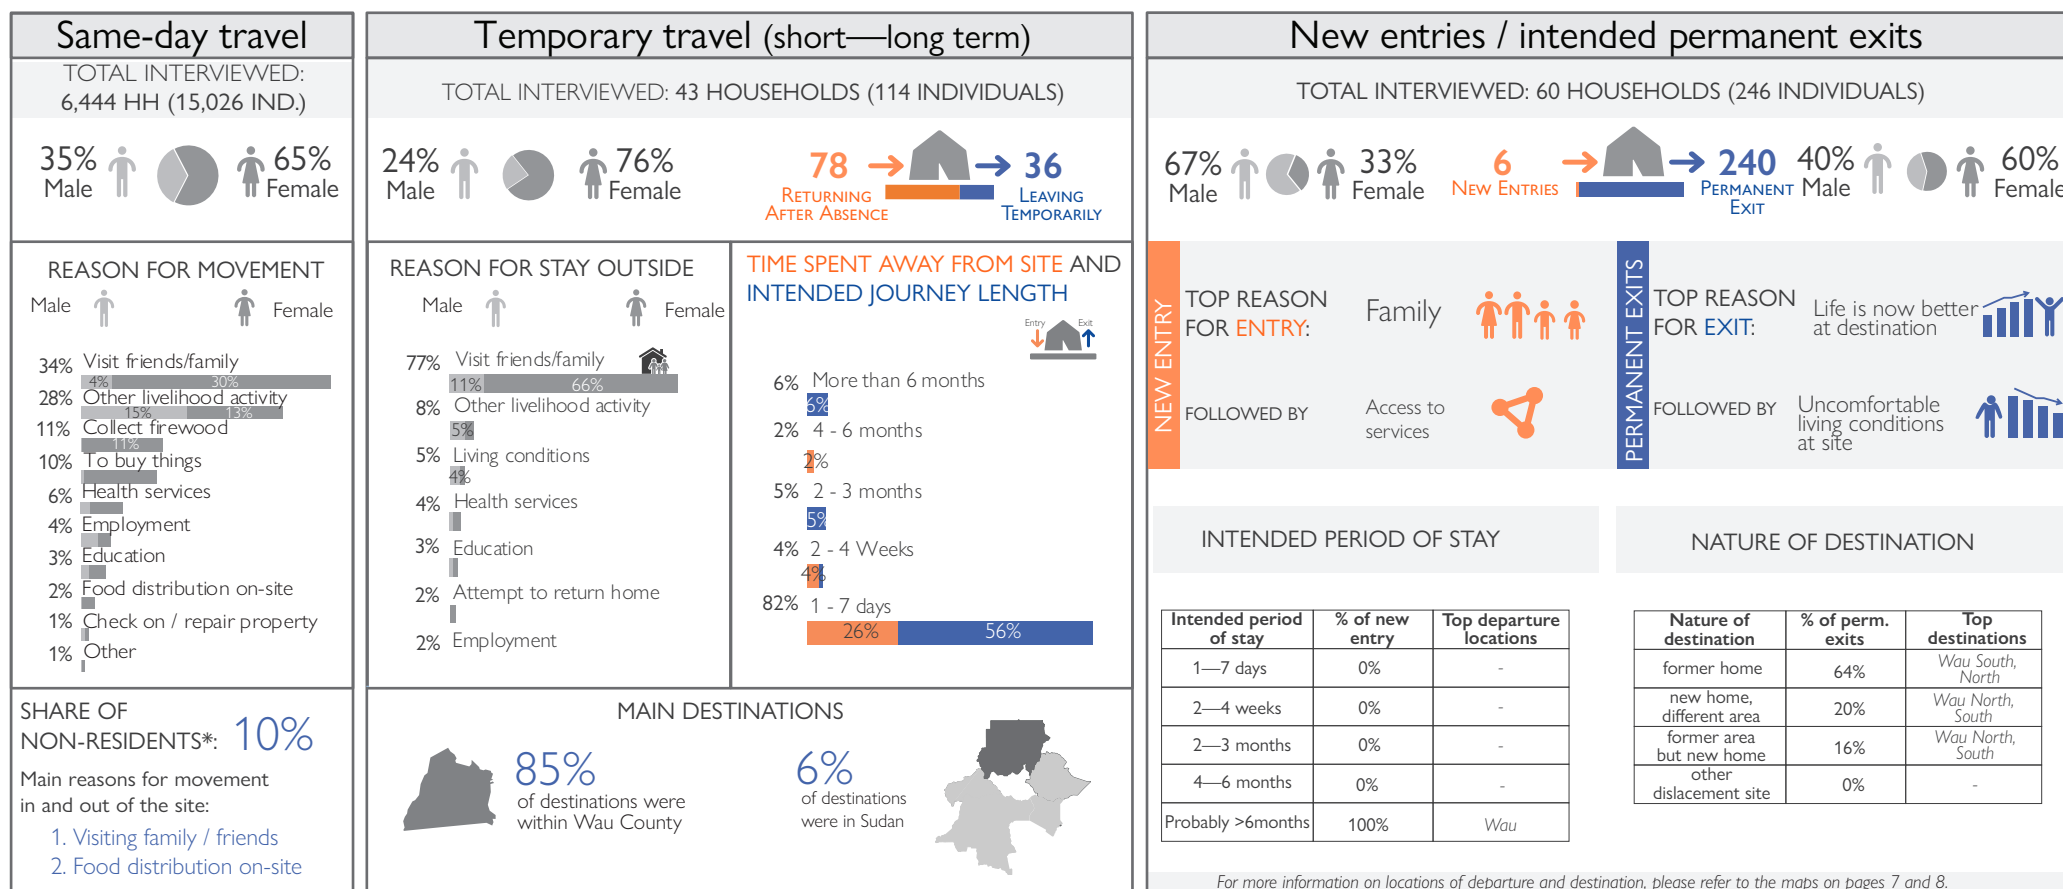 Same-day travel
TOTAL INTERVIEWED:
6,444 HH (15,026 IND.)
35%
Male
65%
Female
REASON FOR MOVEMENT
Male
Female
34% Visit friends/family
4% 30%
28% Other livelihood activity
15% 13%
11% Collect firewood
11%
10% To buy things
6% Health services
4% Employment
3% Education
2% Food distribution on-site
1% Check on / repair property
1% Other
SHARE OF
NON-RESIDENTS*: 10%
Main reasons for movement
in and out of the site:
1. Visiting family / friends
2. Food distribution on-site
Temporary travel (short—long term)
TOTAL INTERVIEWED: 43 HOUSEHOLDS (114 INDIVIDUALS)
24%
Male
76%
Female
78
RETURNING
AFTER ABSENCE
36
LEAVING
TEMPORARILY
REASON FOR STAY OUTSIDE
Male
Female
77% Visit friends/family
11% 66%
8% Other livelihood activity
5%
5% Living conditions
4%
4% Health services
3% Education
2% Attempt to return home
2% Employment
TIME SPENT AWAY FROM SITE AND
INTENDED JOURNEY LENGTH
Entry Exit
6% More than 6 months
6%
2% 4 - 6 months
2%
5% 2 - 3 months
5%
4% 2 - 4 Weeks
4%
82% 1 - 7 days
26% 56%
MAIN DESTINATIONS
85%
of destinations were
within Wau County
6%
of destinations
were in Sudan
New entries / intended permanent exits
TOTAL INTERVIEWED: 60 HOUSEHOLDS (246 INDIVIDUALS)
67%
Male
33%
Female
6
NEW ENTRIES
240
PERMANENT
EXIT
40%
Male
60%
Female
NEW ENTRY
TOP REASON
FOR ENTRY:
Family
FOLLOWED BY
Access to
services
PERMANENT EXITS
TOP REASON
FOR EXIT:
Life is now better
at destination
FOLLOWED BY
Uncomfortable
living conditions
at site
INTENDED PERIOD OF STAY
Intended period of stay % of new entry Top departure locations
1—7 days 0% -
2—4 weeks 0% -
2—3 months 0% -
4—6 months 0% -
Probably >6months 100% Wau
NATURE OF DESTINATION
Nature of destination % of perm. exits Top destinations
former home 64% Wau South, North
new home, different area 20% Wau North, South
former area but new home 16% Wau North, South
other dislacement site 0% -
For more information on locations of departure and destination, please refer to the maps on pages 7 and 8.